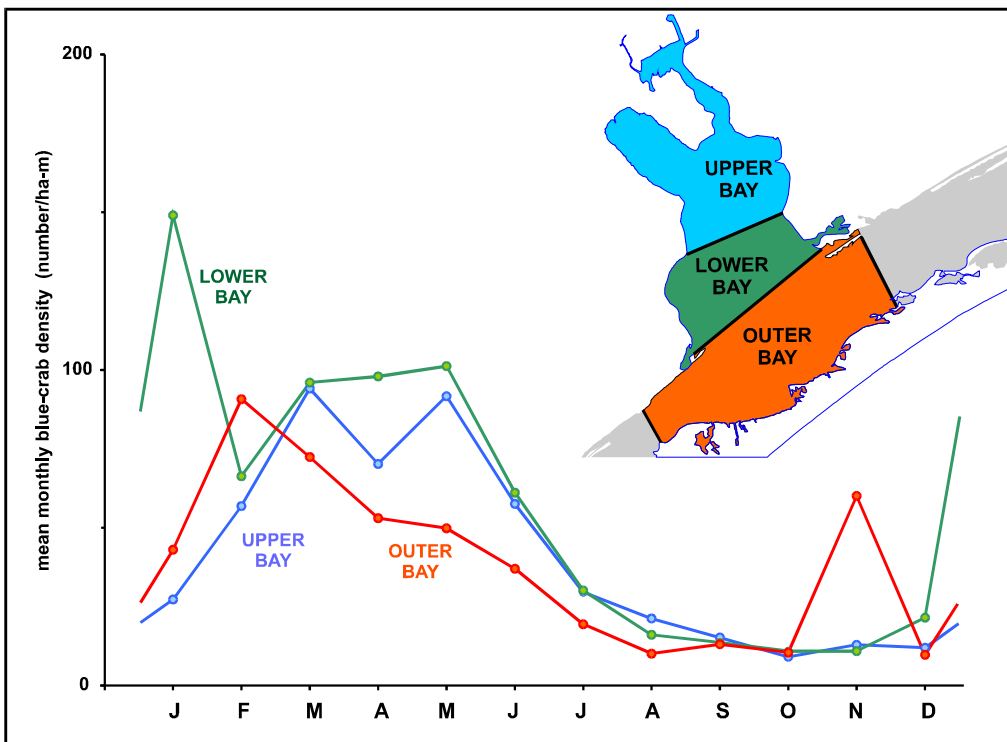 mean monthly blue-crab density (number/ha-m)
200
100
0
LOWER
BAY
UPPER
BAY
OUTER
BAY
UPPER
BAY
LOWER
BAY
OUTER
BAY
J F M A M J J A S O N D